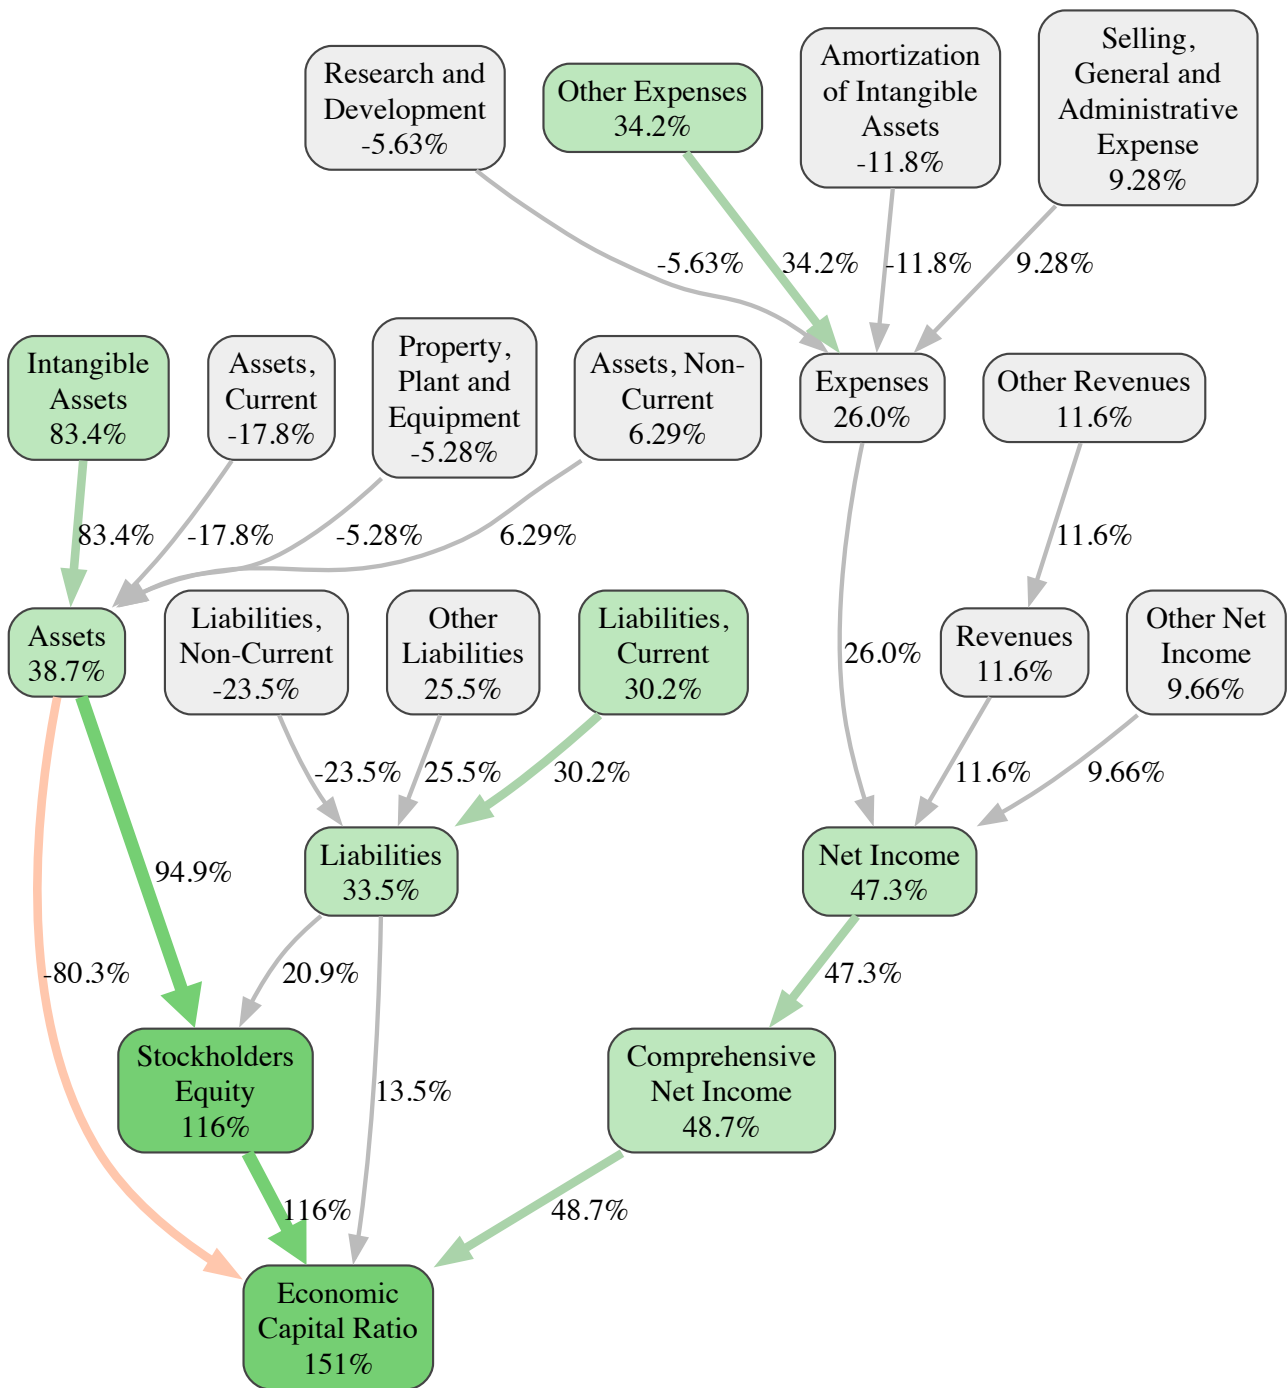 Research and
Development
-5.63%
Other Expenses
34.2%
Amortization
of Intangible
Assets
-11.8%
Selling,
General and
Administrative
Expense
9.28%
-5.63%
34.2%
-11.8%
9.28%
Intangible
Assets
83.4%
Assets,
Current
-17.8%
Property,
Plant and
Equipment
-5.28%
Assets, Non-
Current
6.29%
Expenses
26.0%
Other Revenues
11.6%
83.4%
-17.8%
-5.28%
6.29%
11.6%
Assets
38.7%
Liabilities,
Non-Current
-23.5%
Other
Liabilities
25.5%
Liabilities,
Current
30.2%
26.0%
Revenues
11.6%
Other Net
Income
9.66%
-23.5%
25.5%
30.2%
11.6%
9.66%
94.9%
Liabilities
33.5%
Net Income
47.3%
-80.3%
20.9%
47.3%
Stockholders
Equity
116%
13.5%
Comprehensive
Net Income
48.7%
116%
48.7%
Economic
Capital Ratio
151%